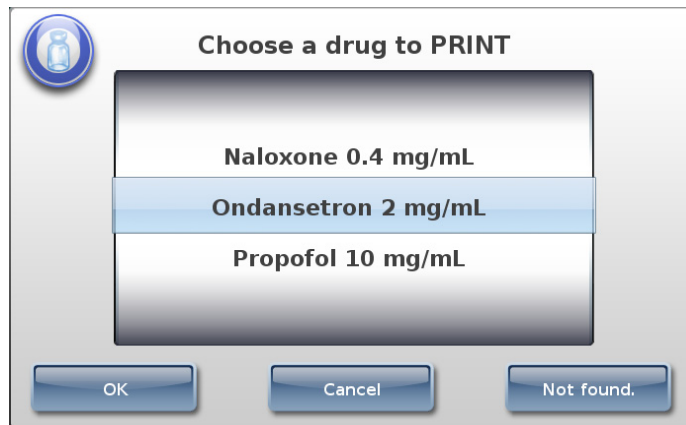 Choose a drug to PRINT
Naloxone 0.4 mg/mL
Ondansetron 2 mg/mL
Propofol 10 mg/mL
OK
Cancel
Not found.